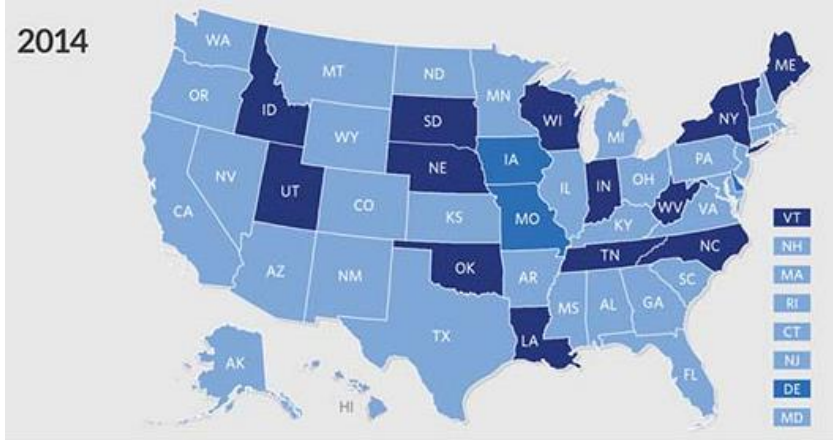 2014
WA
MT
ND
MN
ME
OR
ID
SD
WI
NY
WY
MI
NE
IA
PA
NV
UT
CO
IL
IN
OH
CA
KS
MO
WV
VA
KY
AZ
NM
OK
AR
TN
NC
SC
TX
MS
AL
GA
LA
FL
AK
HI
VT
NH
MA
RI
CT
NJ
DE
MD